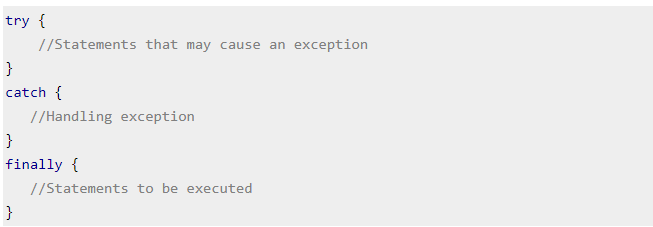 try {
    //Statements that may cause an exception
}
catch {
   //Handling exception
}
finally {
   //Statements to be executed
}